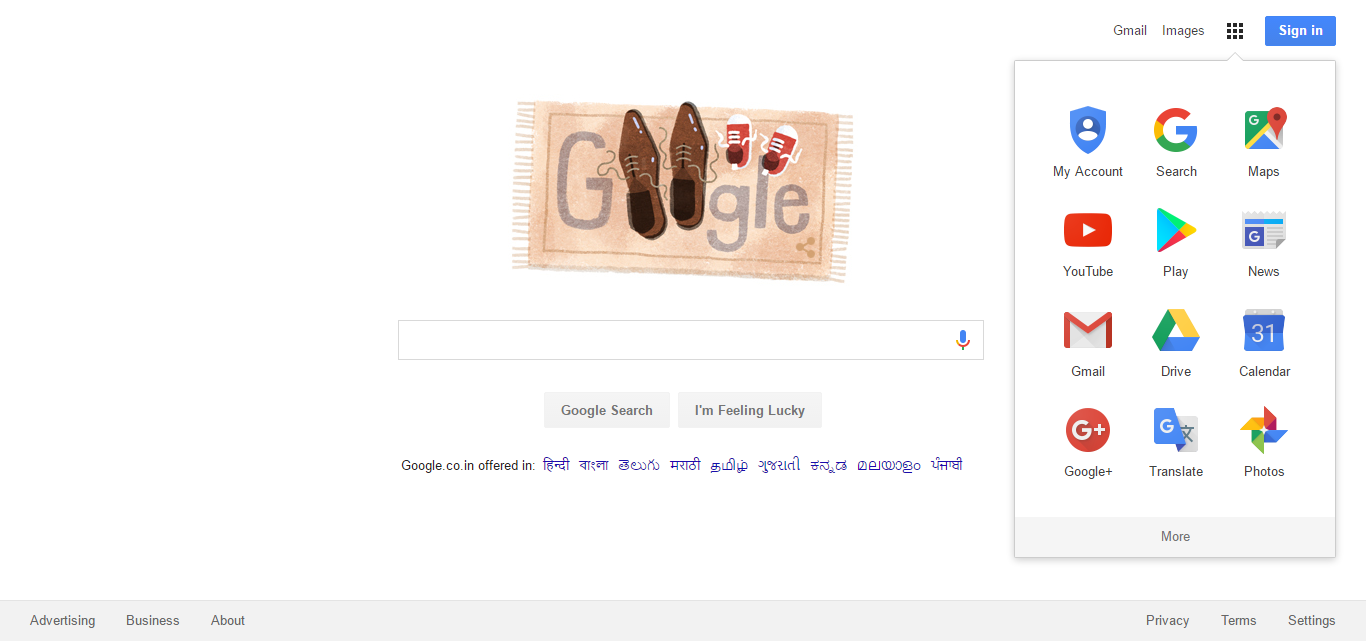 Gmail Images Sign in
Google
My Account Search Maps
YouTube Play News
Gmail Drive 31 Calendar
G+ Google+ Translate Photos
More
Google Search I'm Feeling Lucky
Google.co.in offered in: हिन्दी বাংলা తెలుగు मराठी தமிழ் ગુજરાતી ಕನ್ನಡ മലയാളം ਪੰਜਾਬੀ
Advertising Business About Privacy Terms Settings